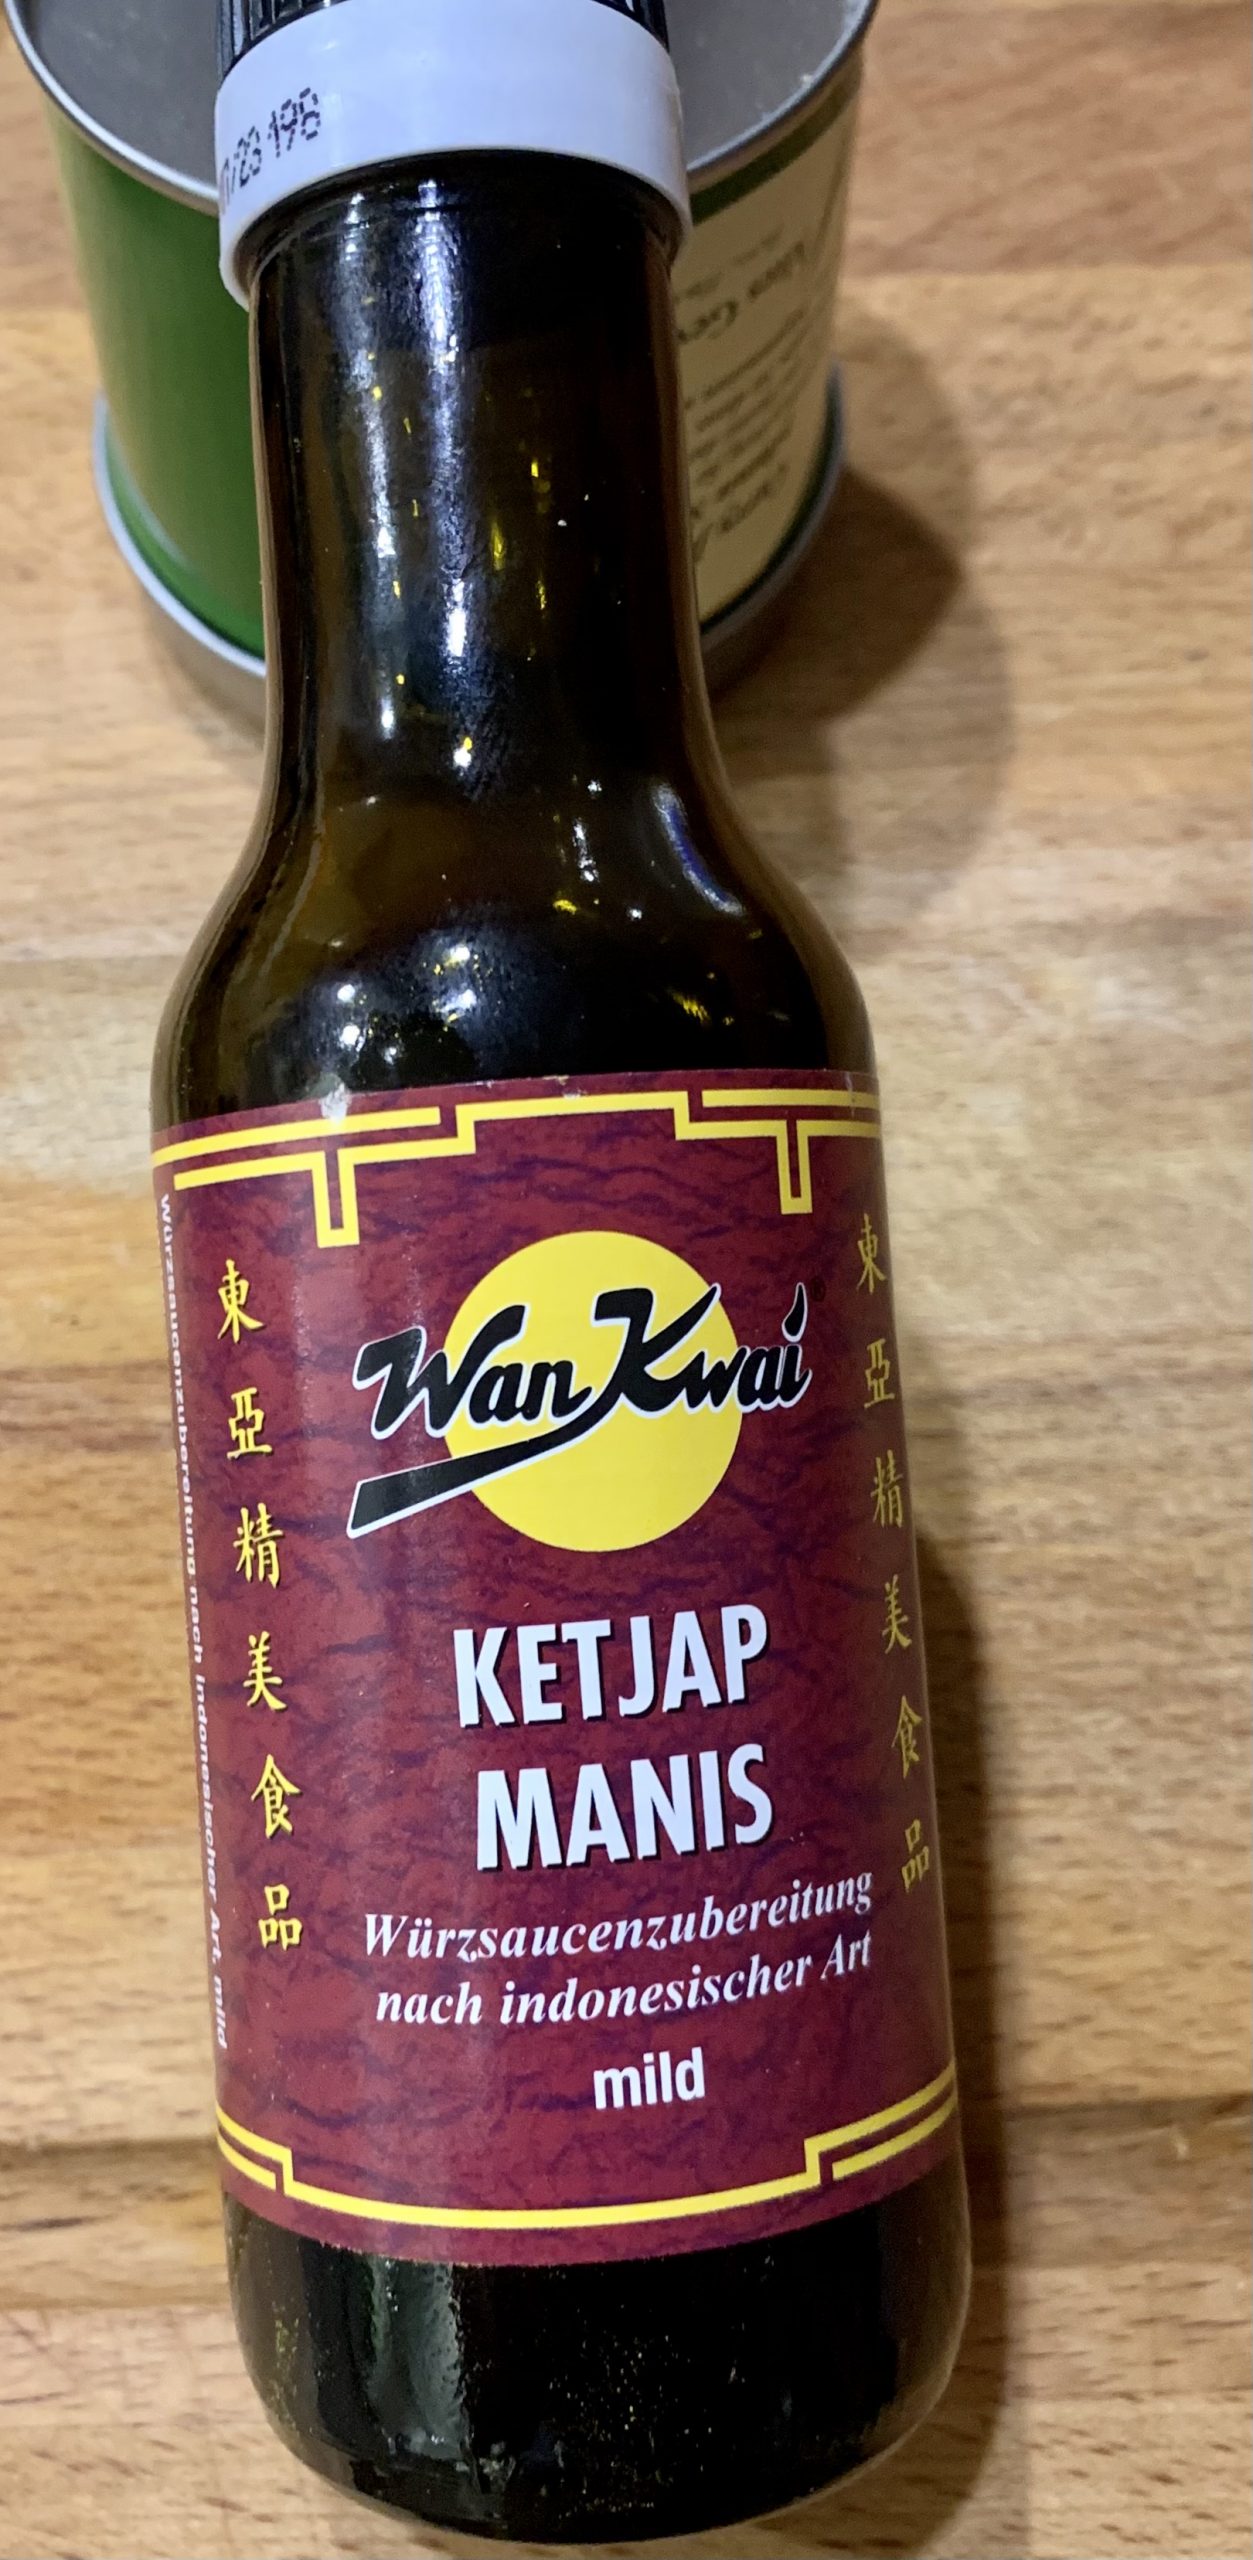 /23 198
東亞精美食品
Wan Kwai®
東亞精美食品
KETJAP
MANIS
Würzsaucenzubereitung
nach indonesischer Art
mild
Würzsaucenzubereitung nach indonesischer Art mild